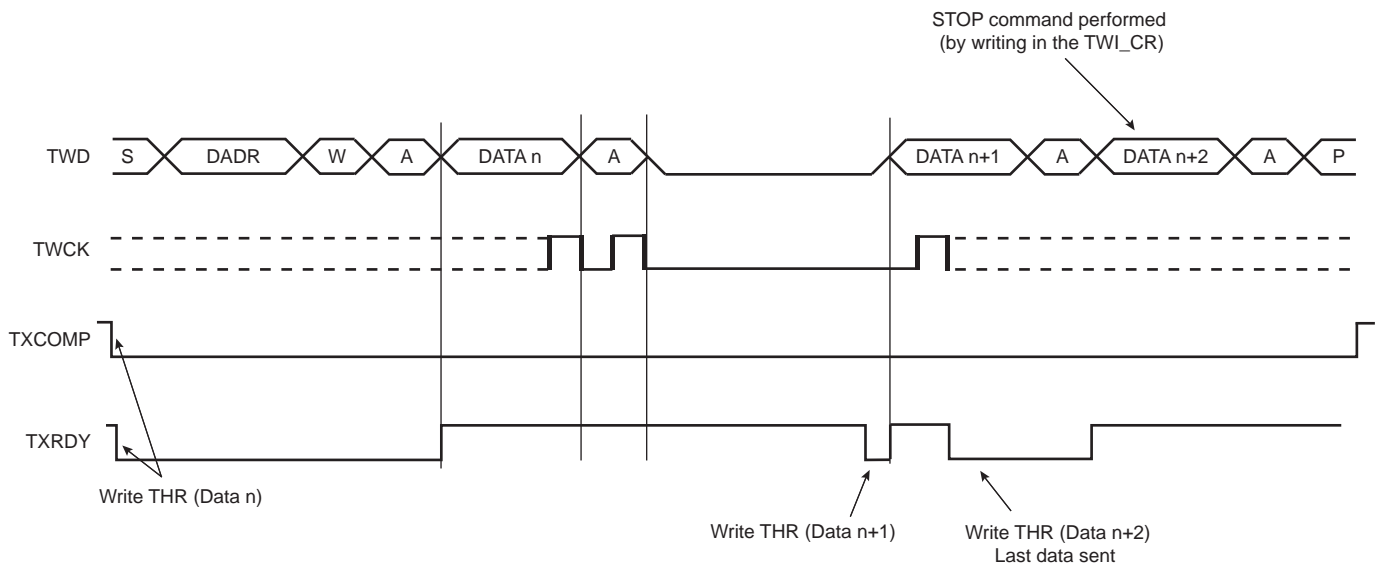 STOP command performed
(by writing in the TWI_CR)
TWD S DADR W A DATA n A DATA n+1 A DATA n+2 A P
TWCK
TXCOMP
TXRDY
Write THR (Data n)
Write THR (Data n+1)
Write THR (Data n+2)
Last data sent